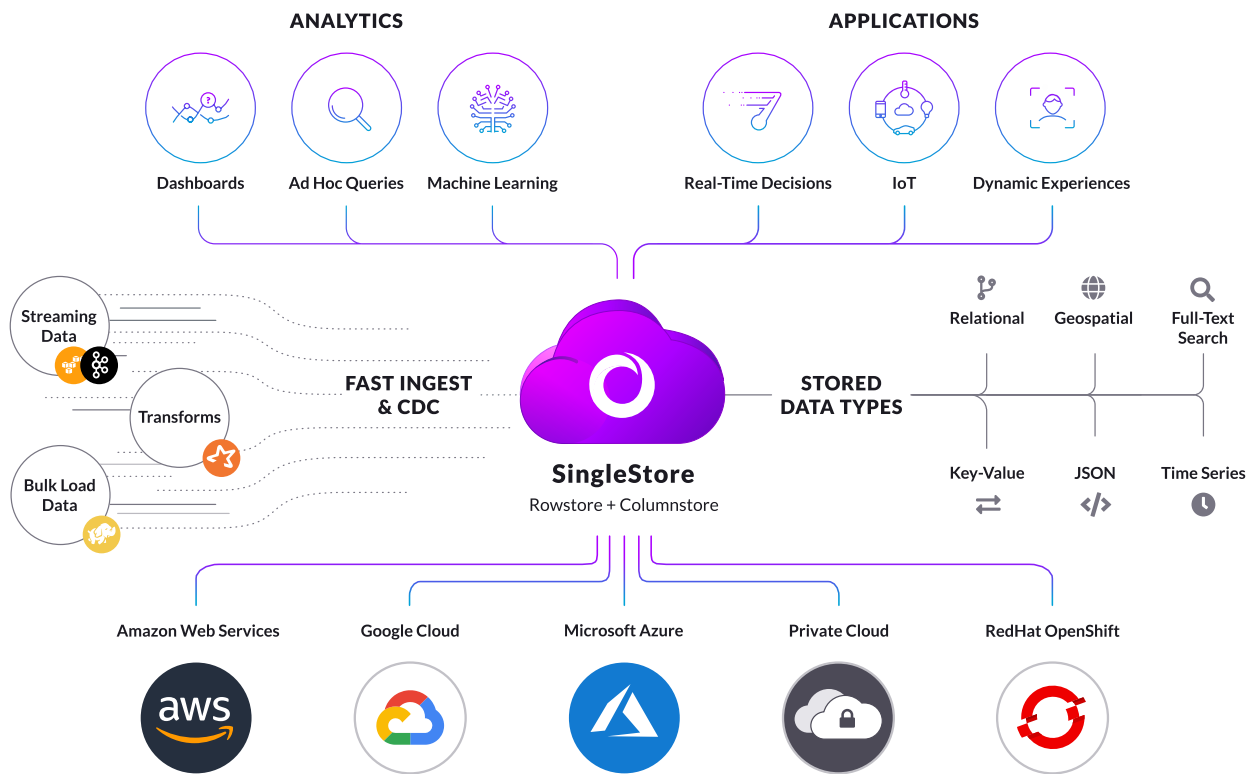 ANALYTICS
APPLICATIONS
?
Dashboards
Ad Hoc Queries
Machine Learning
Real-Time Decisions
IoT
Dynamic Experiences
Streaming
Data
Transforms
Bulk Load
Data
FAST INGEST
& CDC
SingleStore
Rowstore + Columnstore
STORED
DATA TYPES
Relational
Geospatial
Full-Text
Search
Key-Value
JSON
Time Series
Amazon Web Services
Google Cloud
Microsoft Azure
Private Cloud
RedHat OpenShift
aws